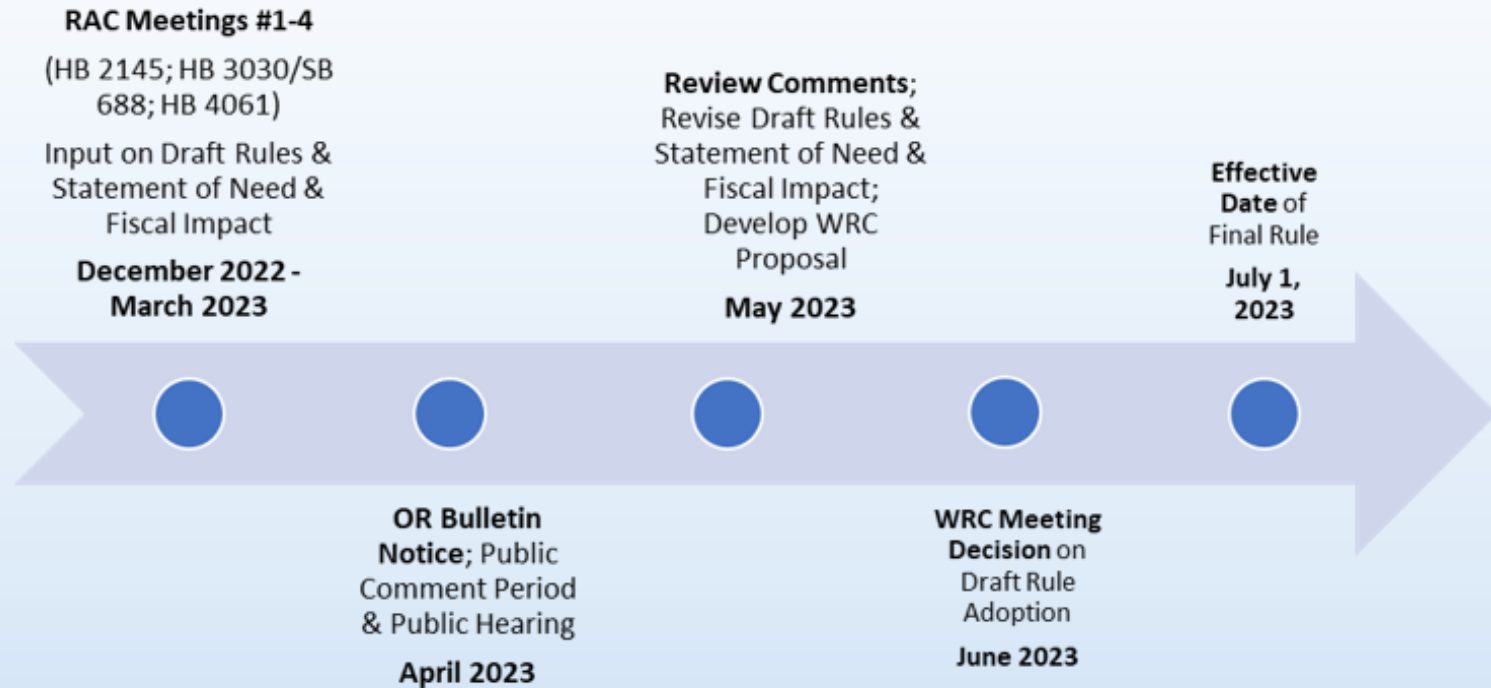 RAC Meetings #1-4
(HB 2145; HB 3030/SB
688; HB 4061)
Input on Draft Rules &
Statement of Need &
Fiscal Impact
December 2022 -
March 2023
OR Bulletin
Notice; Public
Comment Period
& Public Hearing
April 2023
Review Comments;
Revise Draft Rules &
Statement of Need &
Fiscal Impact;
Develop WRC
Proposal
May 2023
WRC Meeting
Decision on
Draft Rule
Adoption
June 2023
Effective
Date of
Final Rule
July 1,
2023